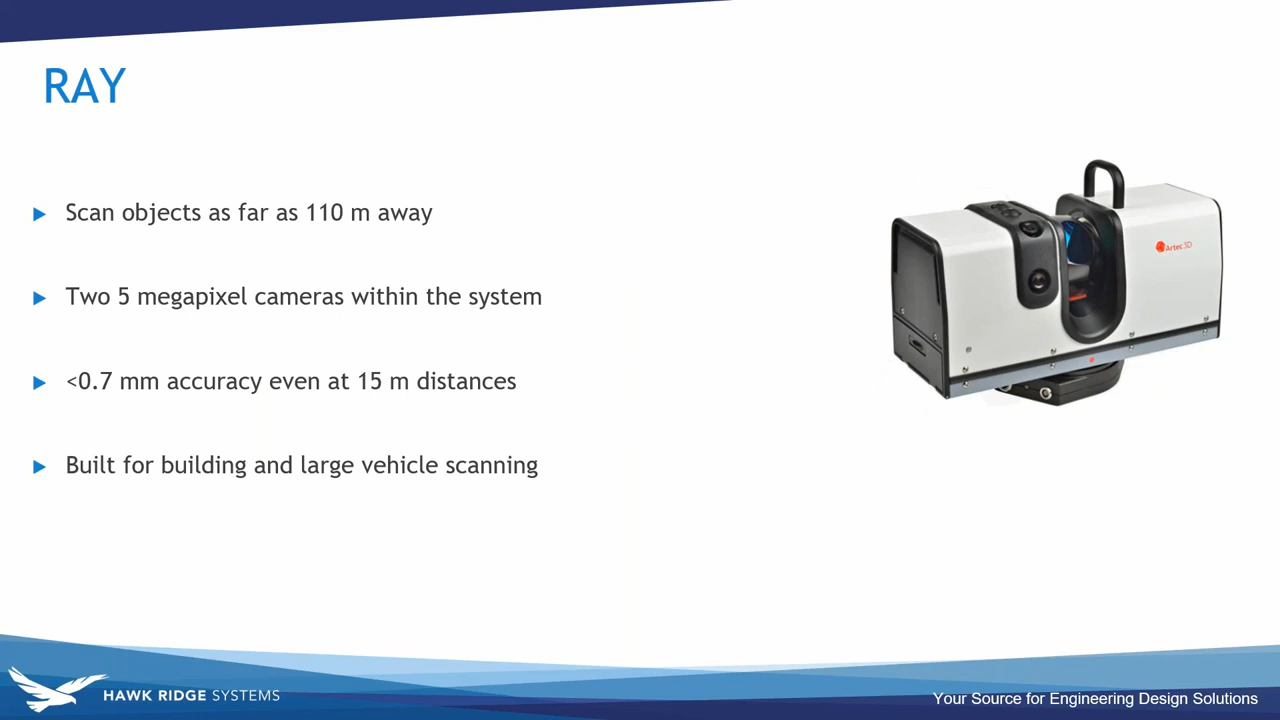 RAY
Scan objects as far as 110 m away
Two 5 megapixel cameras within the system
<0.7 mm accuracy even at 15 m distances
Built for building and large vehicle scanning
Artec 3D
HAWK RIDGE SYSTEMS
Your Source for Engineering Design Solutions